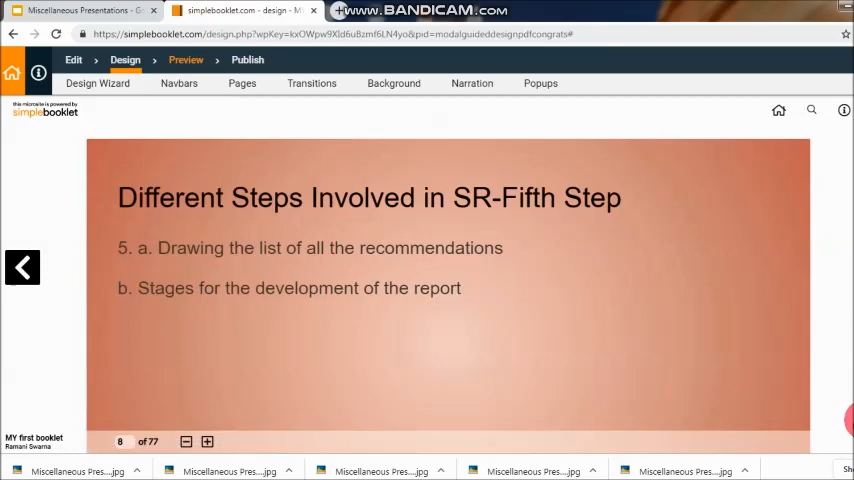 Miscellaneous Presentations - Go
simplebooklet.com - design - MY
www.BANDICAM.com
https://simplebooklet.com/design.php?wpKey=kxOWpw9Xld6uBzmf6LN4yo&pid=modalguideddesignpdfcongrats#
Edit > Design > Preview > Publish
Design Wizard Navbars Pages Transitions Background Narration Popups
this microsite is powered by
simplebooklet
Different Steps Involved in SR-Fifth Step
5. a. Drawing the list of all the recommendations
b. Stages for the development of the report
MY first booklet
Ramani Swarna
8 of 77
Miscellaneous Pres....jpg Miscellaneous Pres....jpg Miscellaneous Pres....jpg Miscellaneous Pres....jpg Miscellaneous Pres....jpg